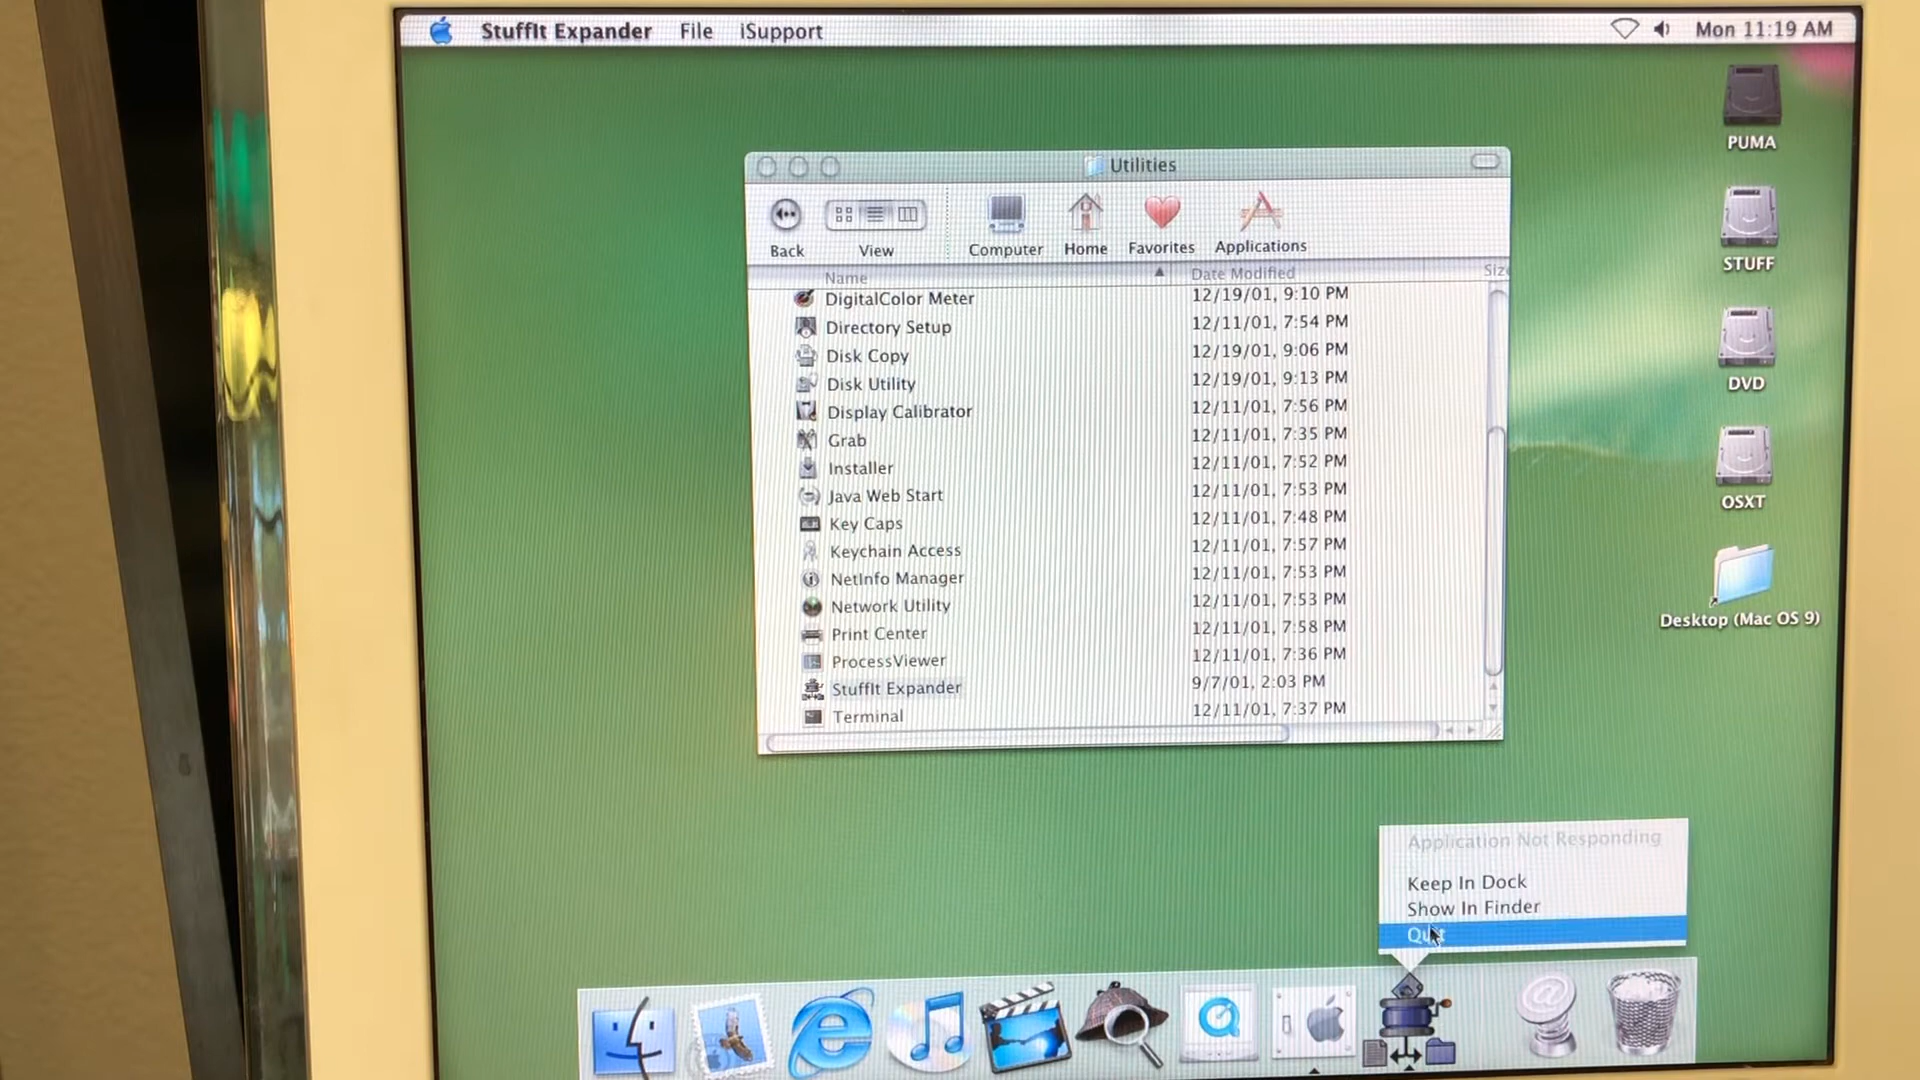 StuffIt Expander File iSupport Mon 11:19 AM
PUMA
STUFF
DVD
OSXT
Desktop (Mac OS 9)
Utilities
Back View Computer Home Favorites Applications
Name Date Modified
DigitalColor Meter 12/19/01, 9:10 PM
Directory Setup 12/11/01, 7:54 PM
Disk Copy 12/19/01, 9:06 PM
Disk Utility 12/19/01, 9:13 PM
Display Calibrator 12/11/01, 7:56 PM
Grab 12/11/01, 7:35 PM
Installer 12/11/01, 7:52 PM
Java Web Start 12/11/01, 7:53 PM
Key Caps 12/11/01, 7:48 PM
Keychain Access 12/11/01, 7:57 PM
NetInfo Manager 12/11/01, 7:53 PM
Network Utility 12/11/01, 7:53 PM
Print Center 12/11/01, 7:58 PM
ProcessViewer 12/11/01, 7:36 PM
StuffIt Expander 9/7/01, 2:03 PM
Terminal 12/11/01, 7:37 PM
Application Not Responding
Keep In Dock
Show In Finder
Quit